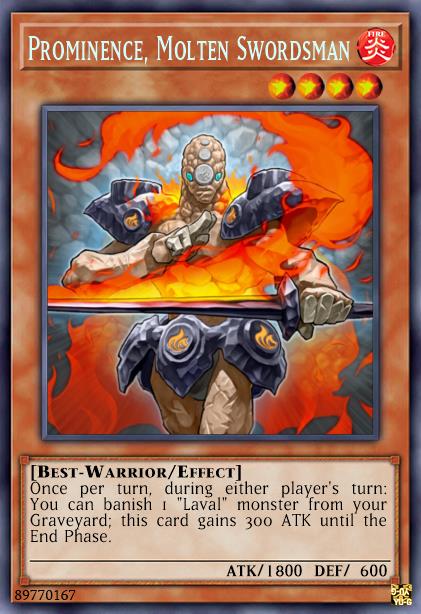 PROMINENCE, MOLTEN SWORDSMAN
FIRE
炎
[BEST-WARRIOR/EFFECT]
Once per turn, during either player's turn:
You can banish 1 "Laval" monster from your
Graveyard; this card gains 300 ATK until the
End Phase.
ATK/1800 DEF/ 600
89770167